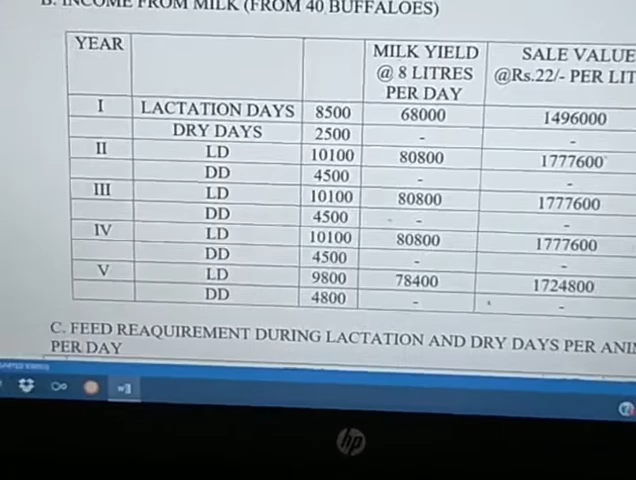 B. INCOME FROM MILK (FROM 40 BUFFALOES)
YEAR MILK YIELD @ 8 LITRES PER DAY SALE VALUE @Rs.22/- PER LIT
I LACTATION DAYS 8500 68000 1496000
DRY DAYS 2500 - -
II LD 10100 80800 1777600
DD 4500 - -
III LD 10100 80800 1777600
DD 4500 - -
IV LD 10100 80800 1777600
DD 4500 - -
V LD 9800 78400 1724800
DD 4800 - -
C. FEED REAQUIREMENT DURING LACTATION AND DRY DAYS PER ANI
PER DAY
hp